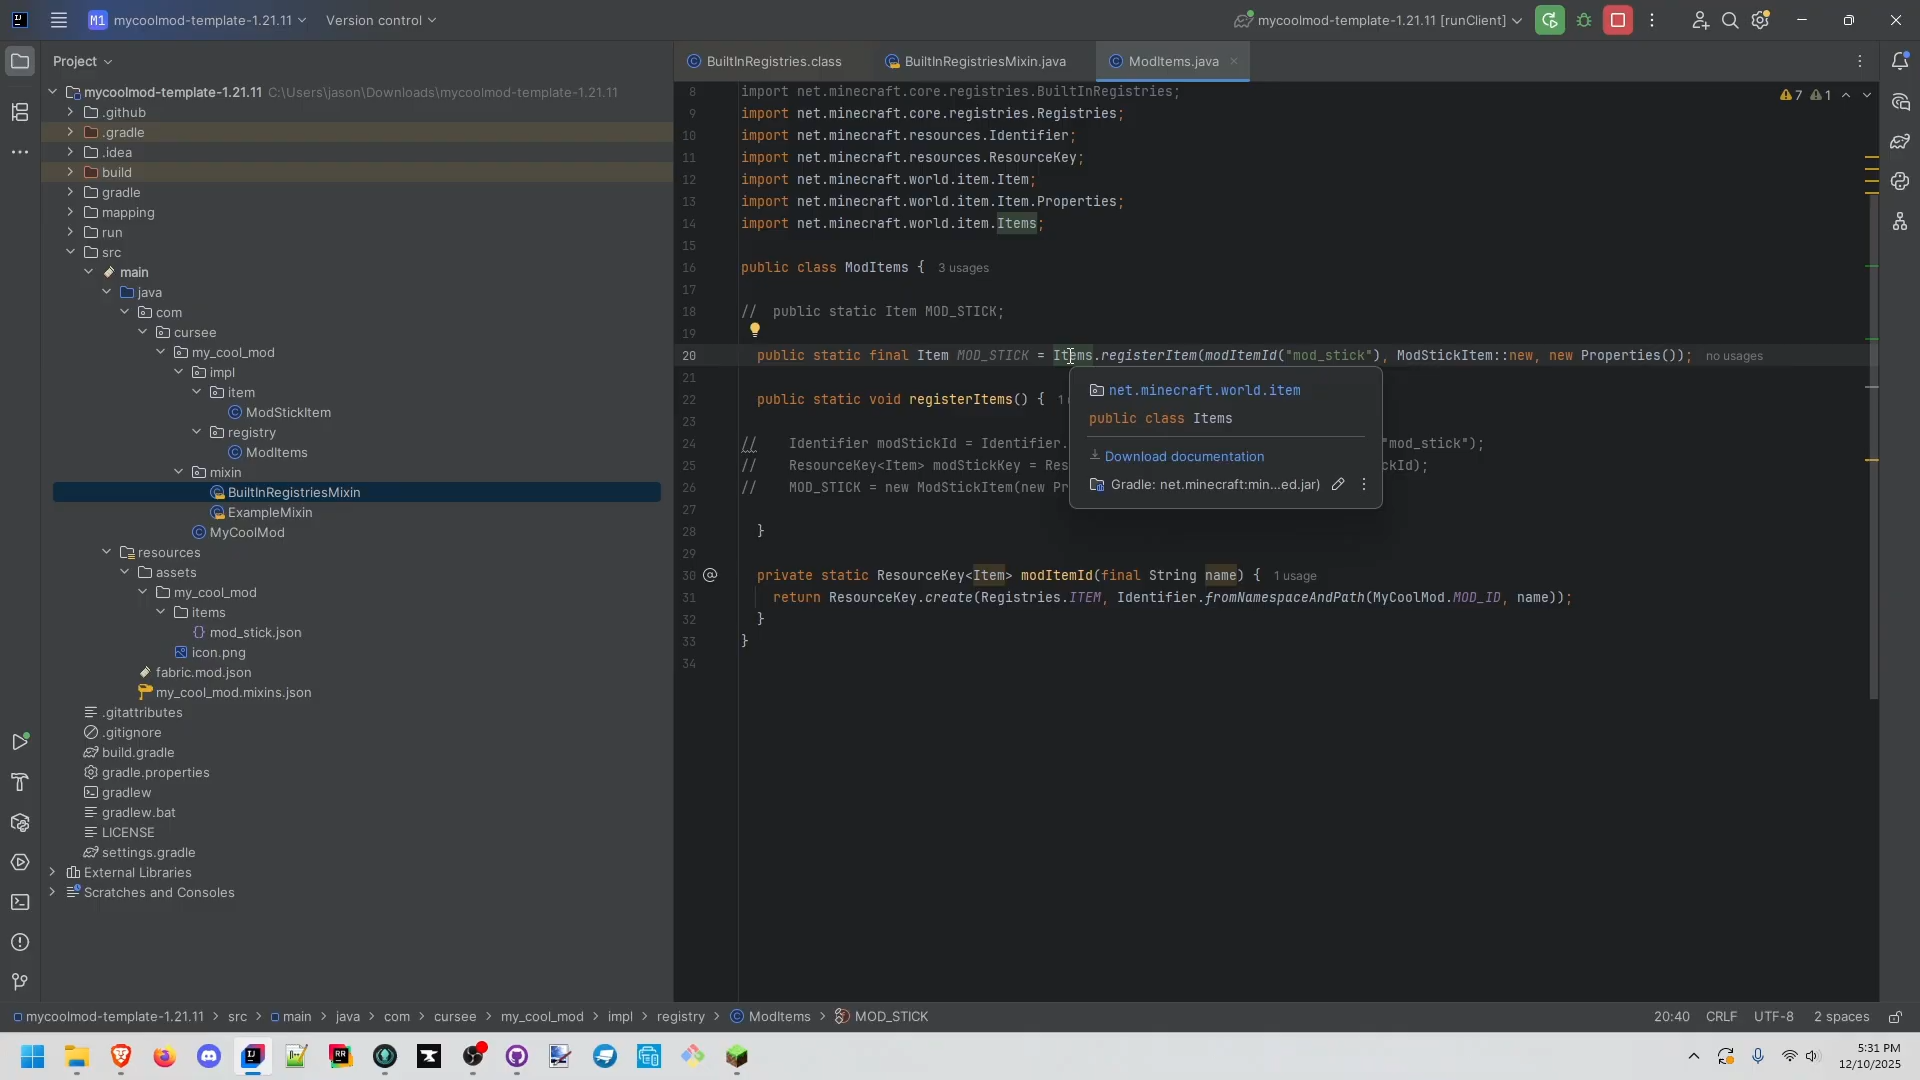 M1 mycoolmod-template-1.21.11 Version control mycoolmod-template-1.21.11 [runClient]
Project
BuiltInRegistries.class BuiltInRegistriesMixin.java ModItems.java
mycoolmod-template-1.21.11 C:\Users\jason\Downloads\mycoolmod-template-1.21.11
.github
.gradle
.idea
build
gradle
mapping
run
src
main
java
com
cursee
my_cool_mod
impl
item
ModStickItem
registry
ModItems
mixin
BuiltInRegistriesMixin
ExampleMixin
MyCoolMod
resources
assets
my_cool_mod
items
mod_stick.json
icon.png
fabric.mod.json
my_cool_mod.mixins.json
.gitattributes
.gitignore
build.gradle
gradle.properties
gradlew
gradlew.bat
LICENSE
settings.gradle
External Libraries
Scratches and Consoles
7 1
8 import net.minecraft.core.registries.BuiltInRegistries;
9 import net.minecraft.core.registries.Registries;
10 import net.minecraft.resources.Identifier;
11 import net.minecraft.resources.ResourceKey;
12 import net.minecraft.world.item.Item;
13 import net.minecraft.world.item.Item.Properties;
14 import net.minecraft.world.item.Items;
15
16 public class ModItems { 3 usages
17
18 // public static Item MOD_STICK;
19
20 public static final Item MOD_STICK = Items.registerItem(modItemId("mod_stick"), ModStickItem::new, new Properties()); no usages
21
22 public static void registerItems() { 1
23
24 // Identifier modStickId = Identifier. "mod_stick");
25 // ResourceKey<Item> modStickKey = Res ckId);
26 // MOD_STICK = new ModStickItem(new Pr
27
28 }
29
30 private static ResourceKey<Item> modItemId(final String name) { 1 usage
31 return ResourceKey.create(Registries.ITEM, Identifier.fromNamespaceAndPath(MyCoolMod.MOD_ID, name));
32 }
33 }
34
net.minecraft.world.item
public class Items
Download documentation
Gradle: net.minecraft:min...ed.jar)
mycoolmod-template-1.21.11 > src > main > java > com > cursee > my_cool_mod > impl > registry > ModItems > MOD_STICK
20:40 CRLF UTF-8 2 spaces
5:31 PM
12/10/2025